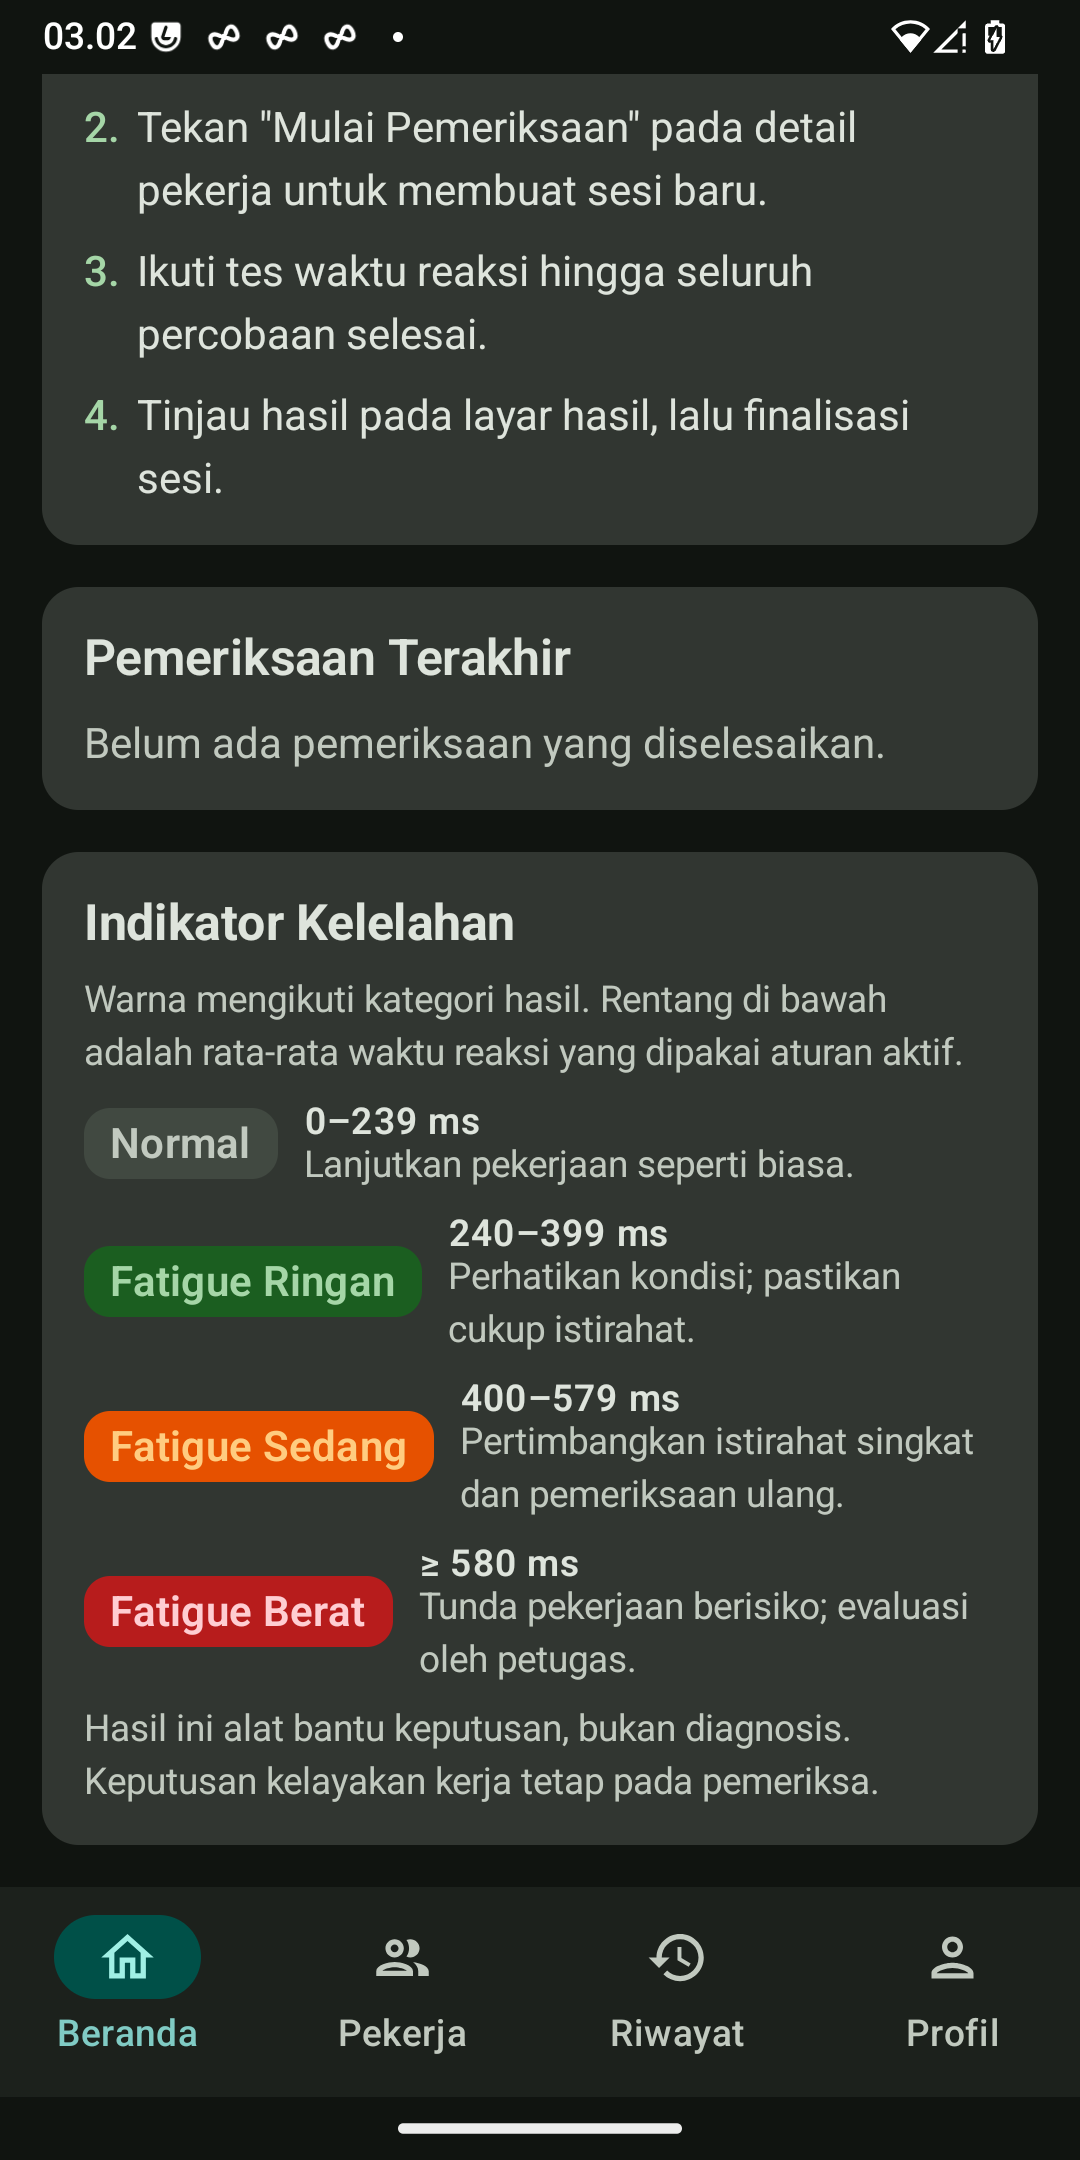 03.02
2. Tekan "Mulai Pemeriksaan" pada detail
pekerja untuk membuat sesi baru.
3. Ikuti tes waktu reaksi hingga seluruh
percobaan selesai.
4. Tinjau hasil pada layar hasil, lalu finalisasi
sesi.
Pemeriksaan Terakhir
Belum ada pemeriksaan yang diselesaikan.
Indikator Kelelahan
Warna mengikuti kategori hasil. Rentang di bawah
adalah rata-rata waktu reaksi yang dipakai aturan aktif.
Normal
0–239 ms
Lanjutkan pekerjaan seperti biasa.
Fatigue Ringan
240–399 ms
Perhatikan kondisi; pastikan
cukup istirahat.
Fatigue Sedang
400–579 ms
Pertimbangkan istirahat singkat
dan pemeriksaan ulang.
Fatigue Berat
≥ 580 ms
Tunda pekerjaan berisiko; evaluasi
oleh petugas.
Hasil ini alat bantu keputusan, bukan diagnosis.
Keputusan kelayakan kerja tetap pada pemeriksa.
Beranda
Pekerja
Riwayat
Profil